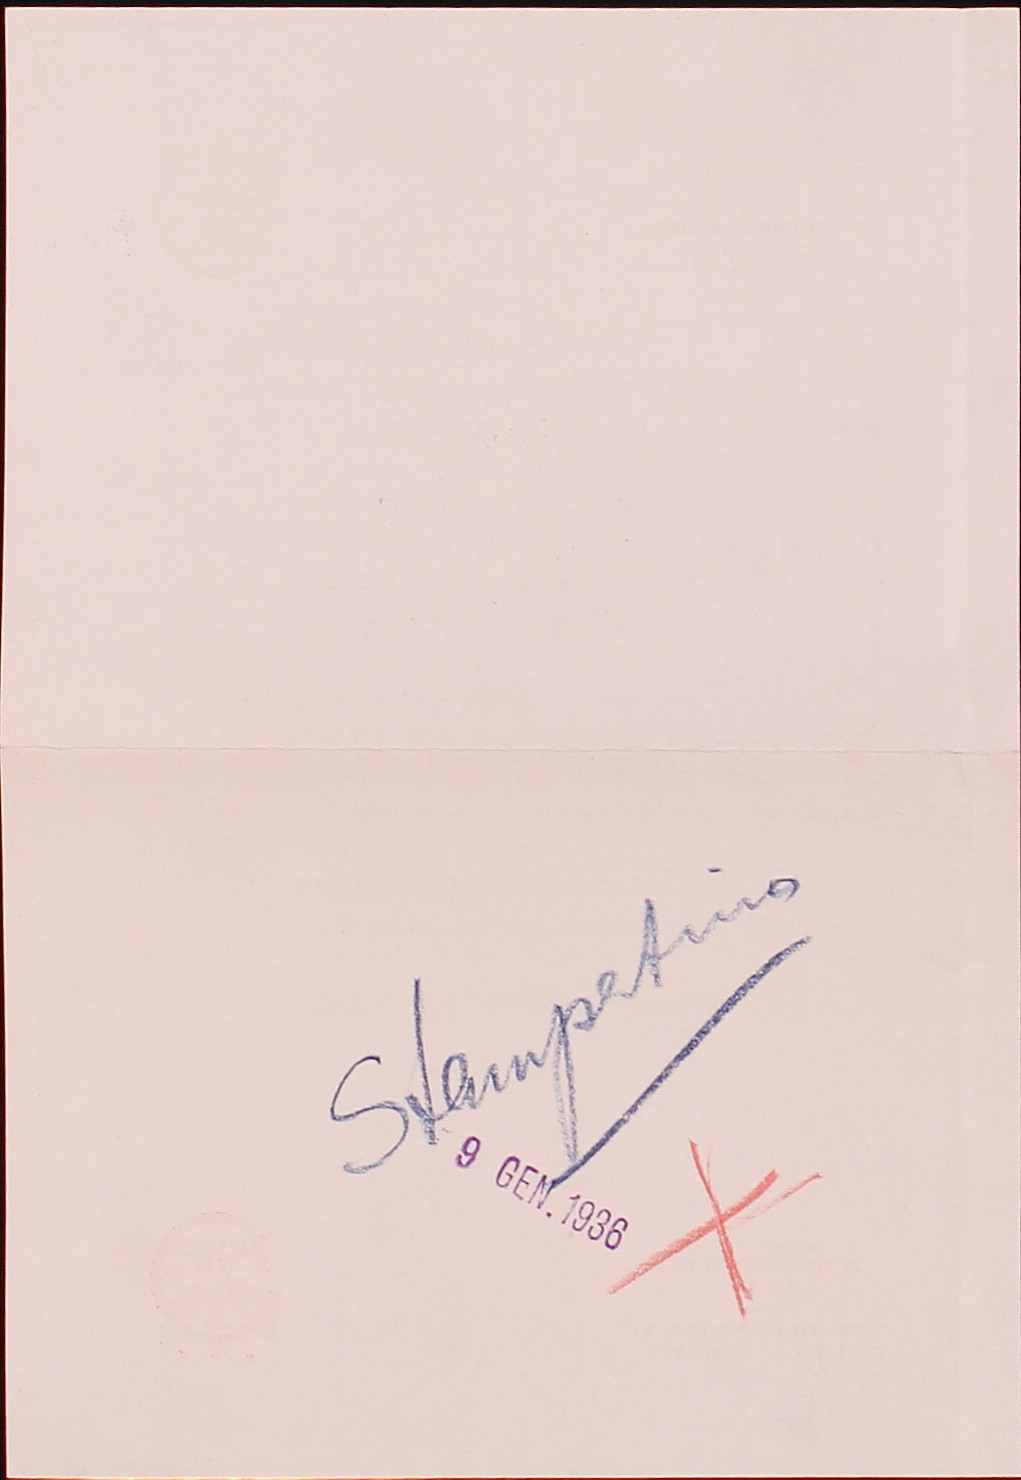 Stampatino
9 GEN. 1936